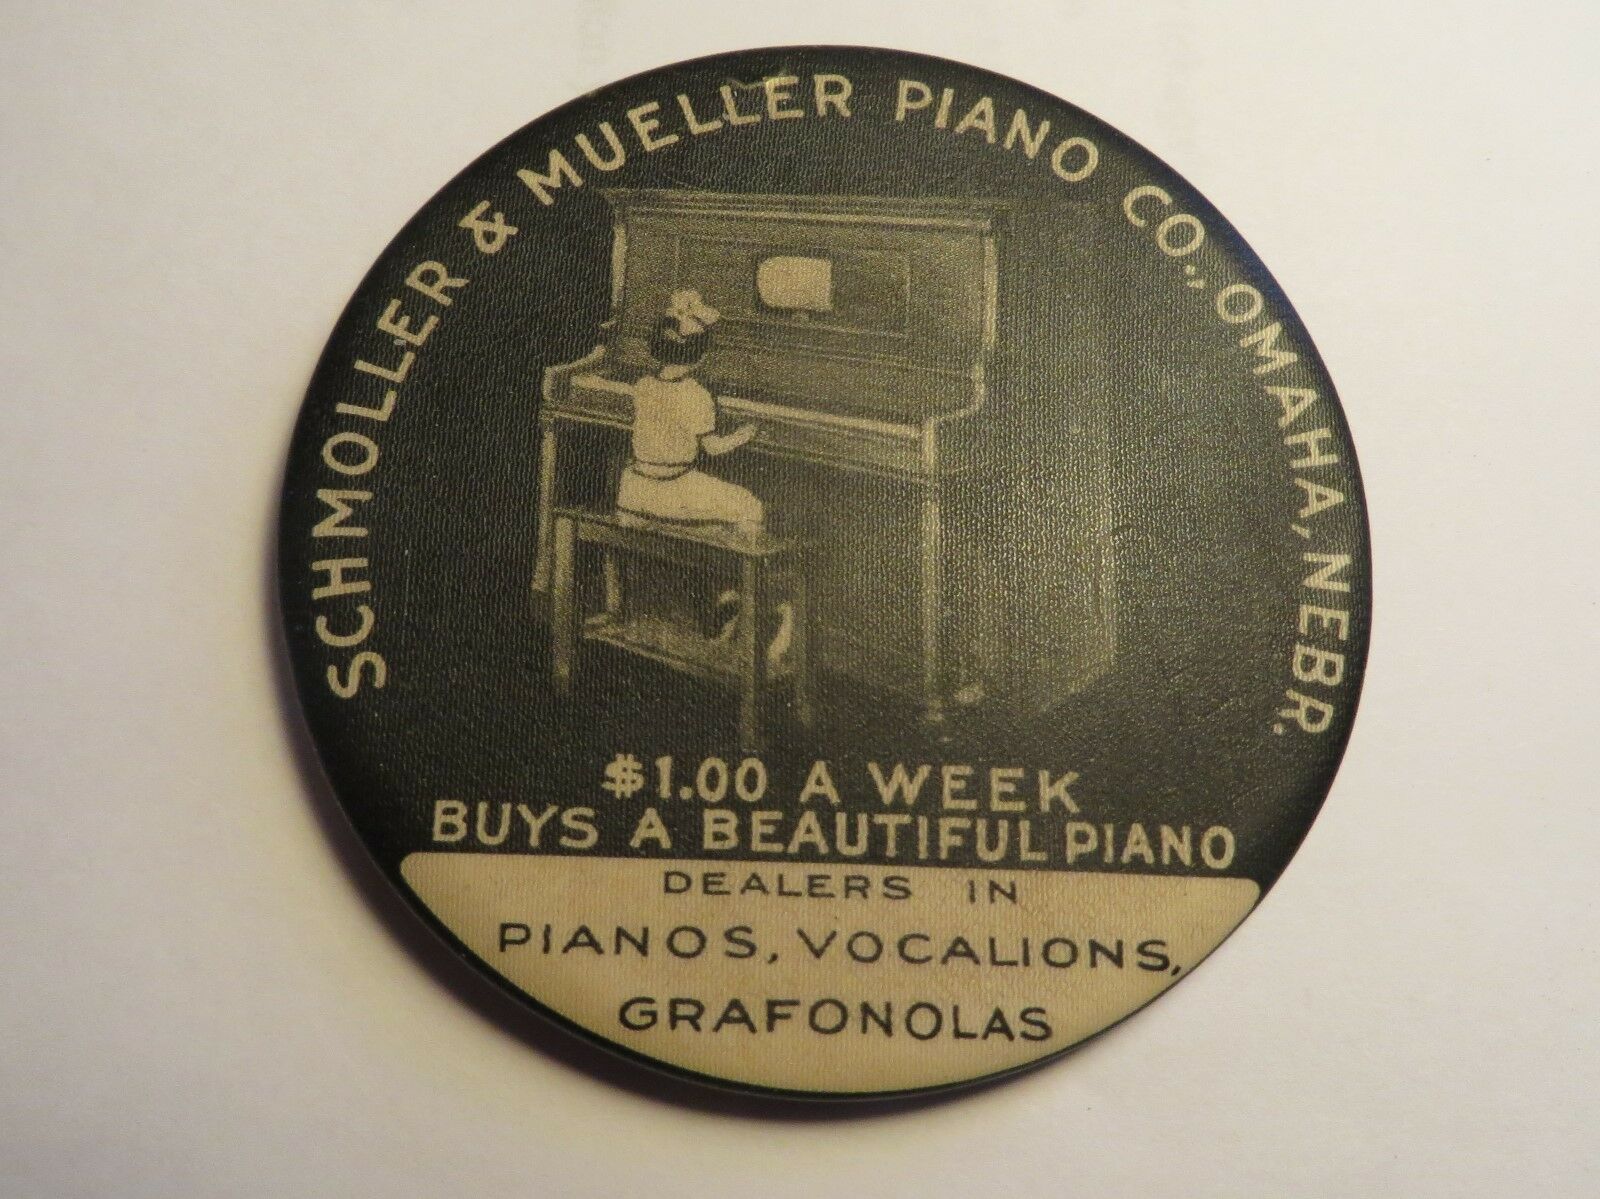 SCHMOLLER & MUELLER PIANO CO., OMAHA, NEBR.
$1.00 A WEEK
BUYS A BEAUTIFUL PIANO
DEALERS IN
PIANOS, VOCALIONS,
GRAFONOLAS